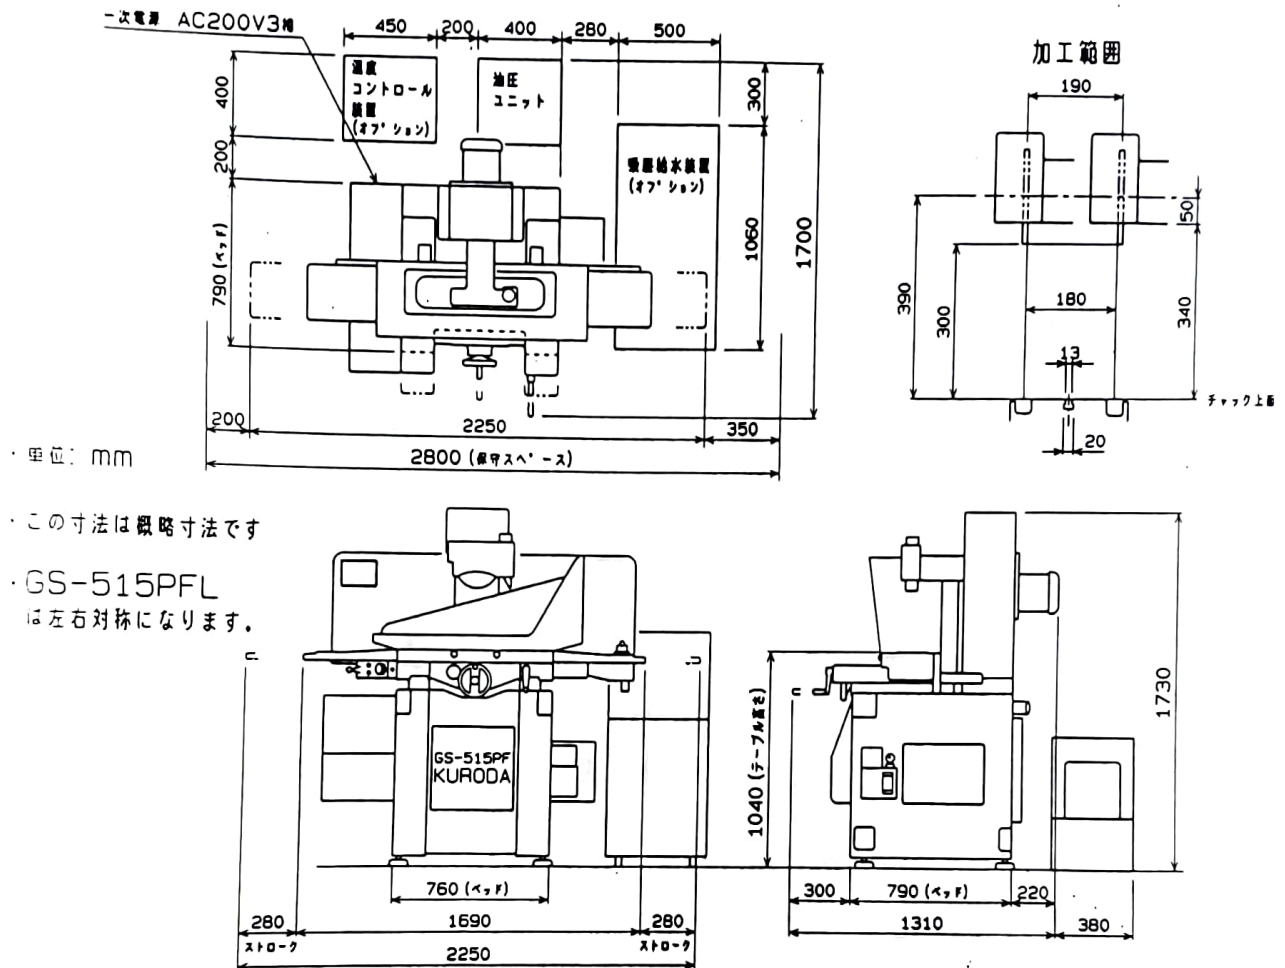 一次電源 AC200V3相
450
200
400
280
500
400
200
790 (ベッド)
温度
コントロール
装置
(オプション)
油圧
ユニット
吸塵給水装置
(オプション)
300
1060
1700
200
2250
350
2800 (保守スペース)
加工範囲
190
50
390
300
340
180
13
20
チャック上面
・単位: mm
・この寸法は概略寸法です
・GS-515PFL
は左右対称になります。
GS-515PF
KURODA
760 (ベッド)
280
1690
280
ストローク
ストローク
2250
1040 (テーブル高さ)
1730
300
790 (ベッド)
220
1310
380